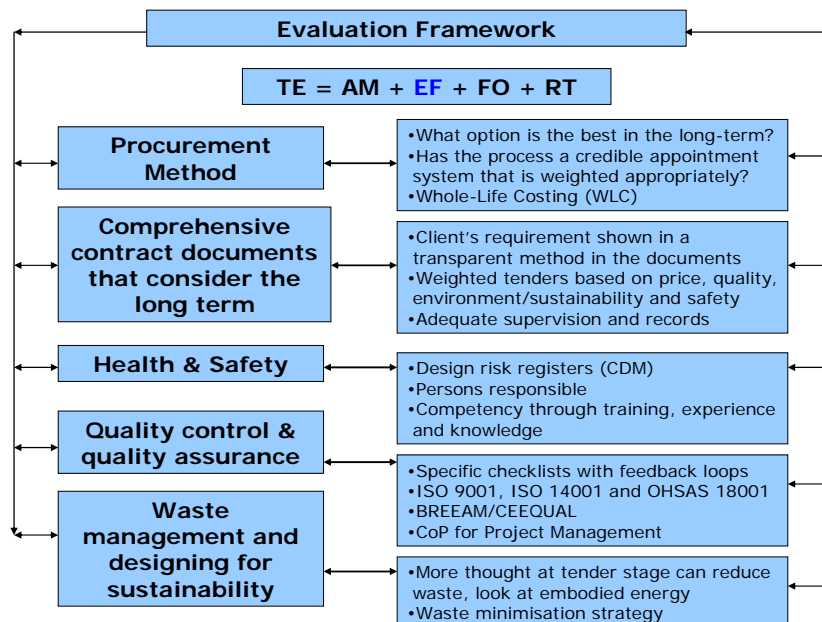 Evaluation Framework
TE = AM + EF + FO + RT
Procurement
Method
•What option is the best in the long-term?
•Has the process a credible appointment
system that is weighted appropriately?
•Whole-Life Costing (WLC)
Comprehensive
contract documents
that consider the
long term
•Client's requirement shown in a
transparent method in the documents
•Weighted tenders based on price, quality,
environment/sustainability and safety
•Adequate supervision and records
Health & Safety
•Design risk registers (CDM)
•Persons responsible
•Competency through training, experience
and knowledge
Quality control &
quality assurance
•Specific checklists with feedback loops
•ISO 9001, ISO 14001 and OHSAS 18001
•BREEAM/CEEQUAL
•CoP for Project Management
Waste
management and
designing for
sustainability
•More thought at tender stage can reduce
waste, look at embodied energy
•Waste minimisation strategy